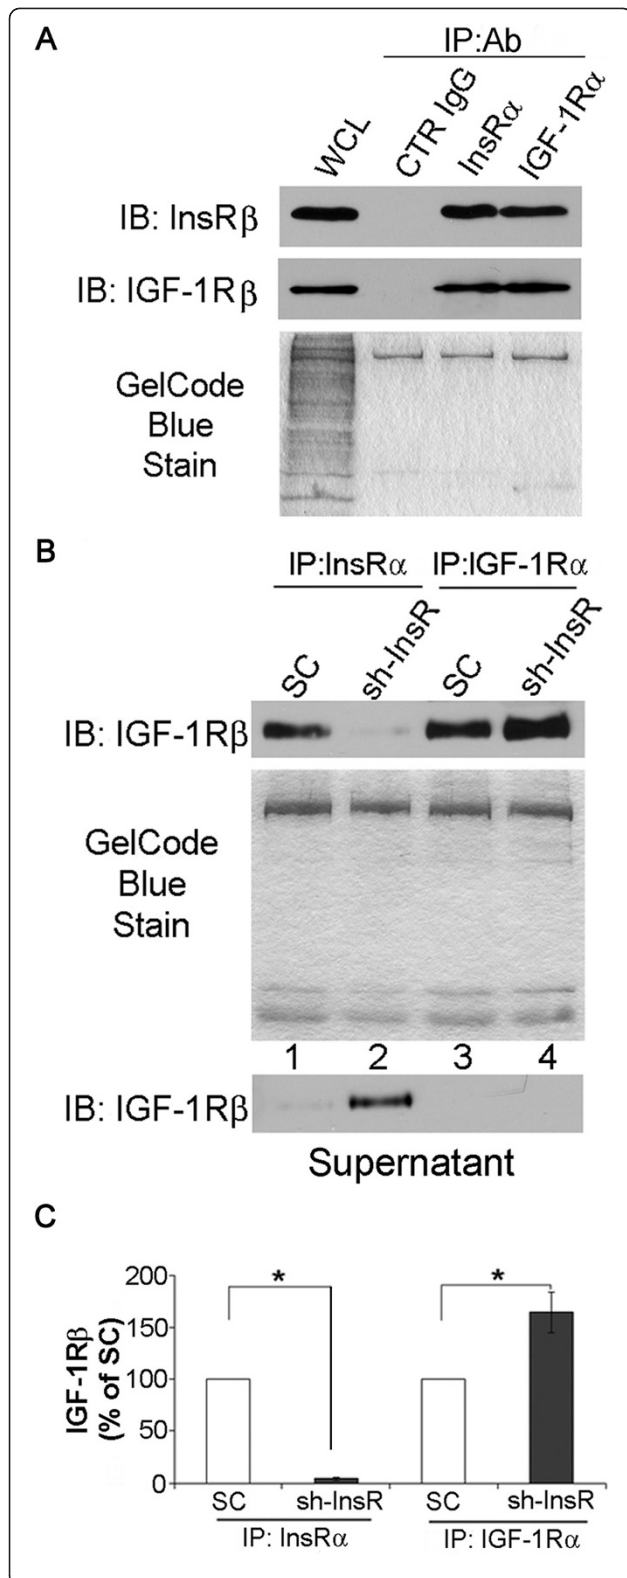 A
IP:Ab
WCL
CTR IgG
InsRα
IGF-1Rα
IB: InsRβ
IB: IGF-1Rβ
GelCode
Blue
Stain
B
IP:InsRα
IP:IGF-1Rα
SC
sh-InsR
SC
sh-InsR
IB: IGF-1Rβ
GelCode
Blue
Stain
1 2 3 4
IB: IGF-1Rβ
Supernatant
C
IGF-1Rβ
(% of SC)
200
150
100
50
0
*
*
SC
sh-InsR
SC
sh-InsR
IP: InsRα
IP: IGF-1Rα